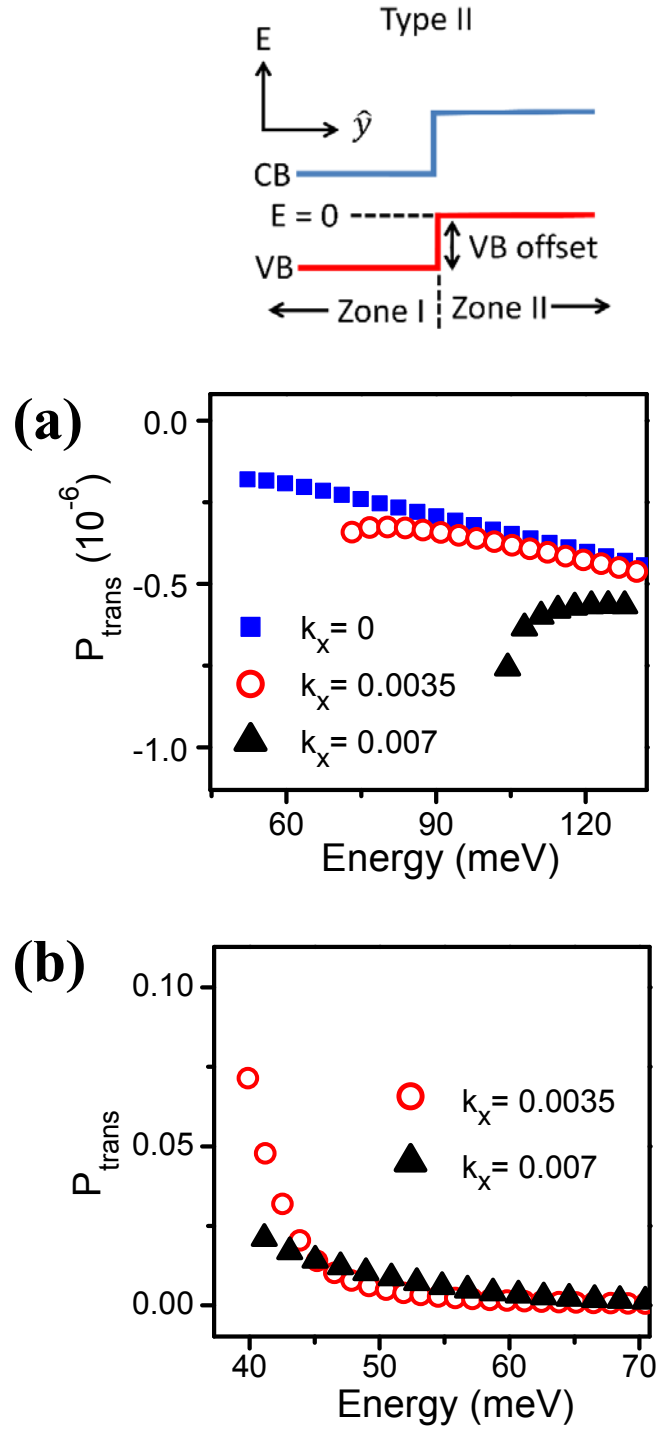 Type II
E
ŷ
CB
E = 0
VB
VB offset
Zone I
Zone II
(a)
0.0
-0.5
-1.0
P_trans (10^-6)
k_x= 0
k_x= 0.0035
k_x= 0.007
60 90 120
Energy (meV)
(b)
0.10
0.05
0.00
P_trans
k_x= 0.0035
k_x= 0.007
40 50 60 70
Energy (meV)